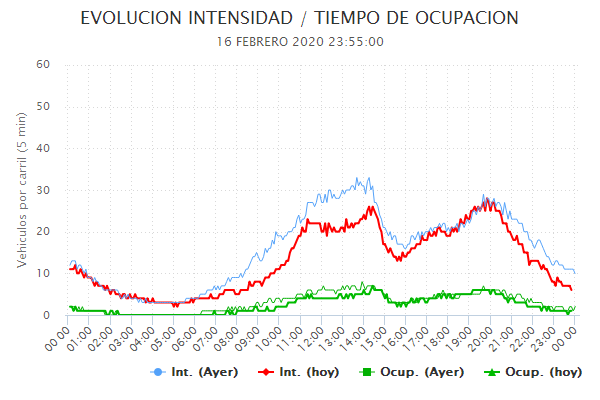 EVOLUCION INTENSIDAD / TIEMPO DE OCUPACION
16 FEBRERO 2020 23:55:00
Vehiculos por carril (5 min)
60
50
40
30
20
10
0
00:00 01:00 02:00 03:00 04:00 05:00 06:00 07:00 08:00 09:00 10:00 11:00 12:00 13:00 14:00 15:00 16:00 17:00 18:00 19:00 20:00 21:00 22:00 23:00 00:00
Int. (Ayer) Int. (hoy) Ocup. (Ayer) Ocup. (hoy)